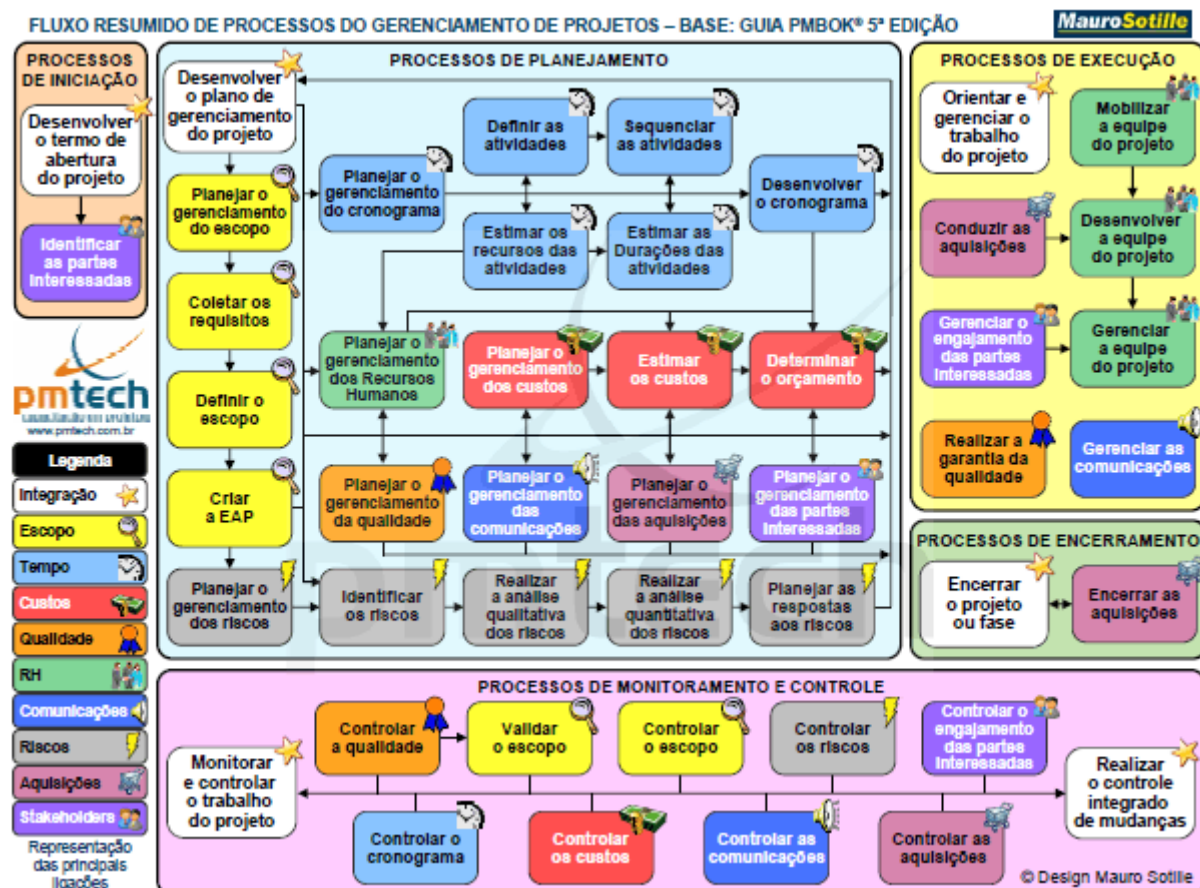 FLUXO RESUMIDO DE PROCESSOS DO GERENCIAMENTO DE PROJETOS – BASE: GUIA PMBOK® 5ª EDIÇÃO
MauroSotille
PROCESSOS
DE INICIAÇÃO
Desenvolver
o termo de
abertura
do projeto
Identificar
as partes
Interessadas
pmtech
www.pmtech.com.br
Legenda
Integração
Escopo
Tempo
Custos
Qualidade
RH
Comunicações
Riscos
Aquisições
Stakeholders
Representação
das principais
ligações
PROCESSOS DE PLANEJAMENTO
Desenvolver
o plano de
gerenciamento
do projeto
Planejar o
gerenciamento
do escopo
Coletar os
requisitos
Definir o
escopo
Criar
a EAP
Planejar o
gerenciamento
dos riscos
Definir as
atividades
Sequenciar
as atividades
Planejar o
gerenciamento
do cronograma
Desenvolver
o cronograma
Estimar os
recursos das
atividades
Estimar as
Durações das
atividades
Planejar o
gerenciamento
dos Recursos
Humanos
Planejar o
gerenciamento
dos custos
Estimar
os custos
Determinar
o orçamento
Planejar o
gerenciamento
da qualidade
Planejar o
gerenciamento
das
comunicações
Planejar o
gerenciamento
das aquisições
Planejar o
gerenciamento
das partes
Interessadas
Identificar
os riscos
Realizar
a análise
qualitativa
dos riscos
Realizar
a análise
quantitativa
dos riscos
Planejar as
respostas
aos riscos
pmtech
PROCESSOS DE EXECUÇÃO
Orientar e
gerenciar o
trabalho
do projeto
Mobilizar
a equipe
do projeto
Conduzir as
aquisições
Desenvolver
a equipe
do projeto
Gerenciar o
engajamento
das partes
Interessadas
Gerenciar
a equipe
do projeto
Realizar a
garantia da
qualidade
Gerenciar as
comunicações
PROCESSOS DE ENCERRAMENTO
Encerrar
o projeto
ou fase
Encerrar as
aquisições
PROCESSOS DE MONITORAMENTO E CONTROLE
Monitorar
e controlar
o trabalho
do projeto
Controlar
a qualidade
Validar
o escopo
Controlar
o escopo
Controlar
os riscos
Controlar o
engajamento
das partes
Interessadas
Controlar o
cronograma
Controlar
os custos
Controlar as
comunicações
Controlar as
aquisições
Realizar
o controle
integrado
de mudanças
© Design Mauro Sotille